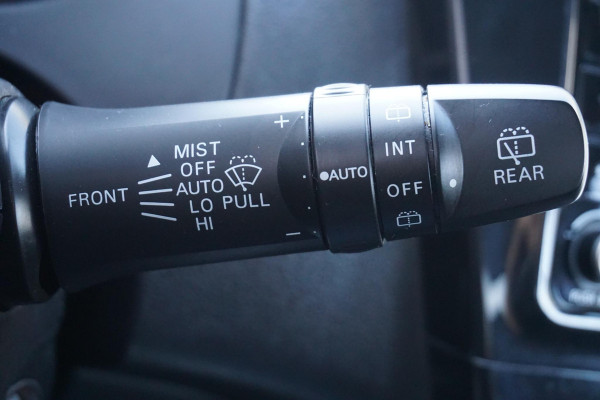 FRONT
MIST
OFF
AUTO
LO PULL
HI
+
−
AUTO
INT
OFF
REAR